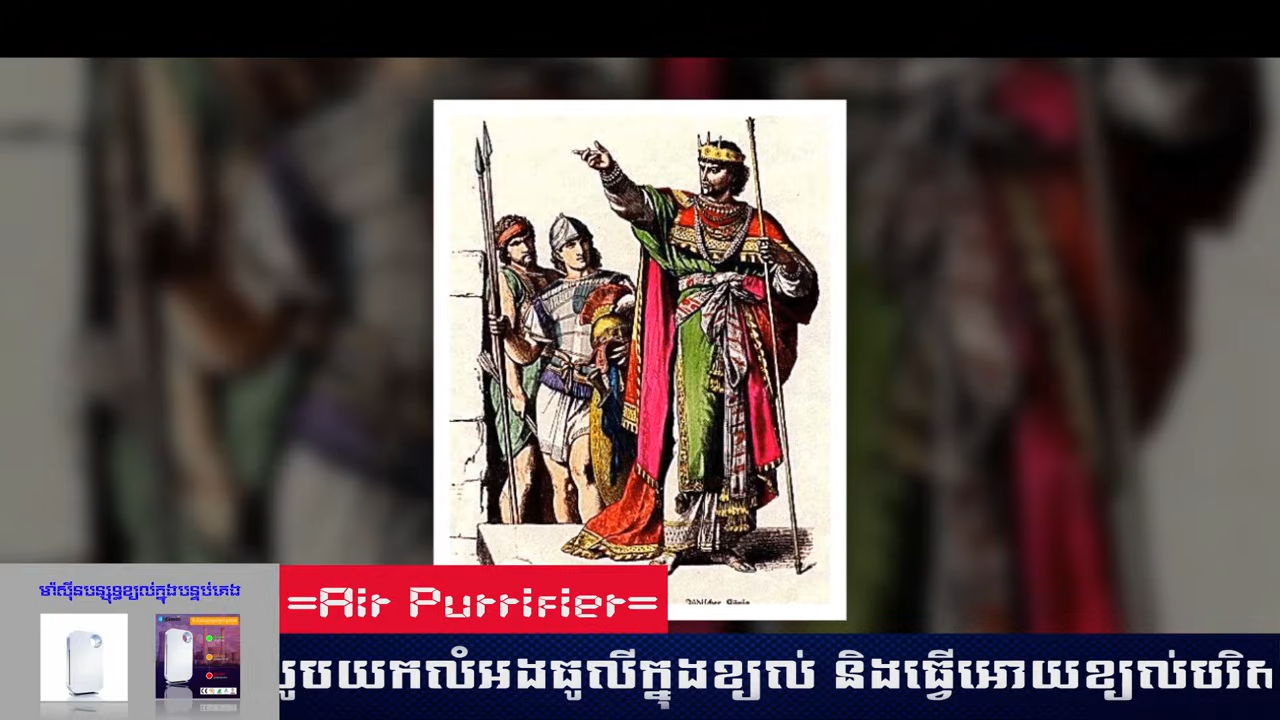 ម៉ាស៊ីនបន្សុទ្ធខ្យល់ក្នុងបន្ទប់គេង
=Air Purrifier=
ស្រូបយកលំអងធូលីក្នុងខ្យល់ និងធ្វើអោយខ្យល់បរិត